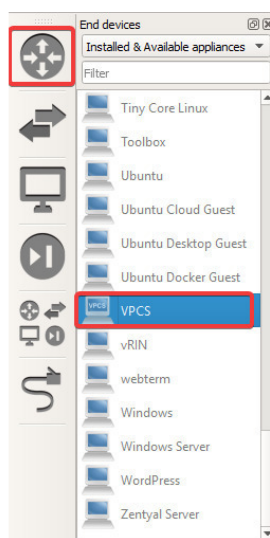 End devices
Installed & Available appliances
Filter
Tiny Core Linux
Toolbox
Ubuntu
Ubuntu Cloud Guest
Ubuntu Desktop Guest
Ubuntu Docker Guest
VPCS VPCS
vRIN
webterm
Windows
Windows Server
WordPress
Zentyal Server